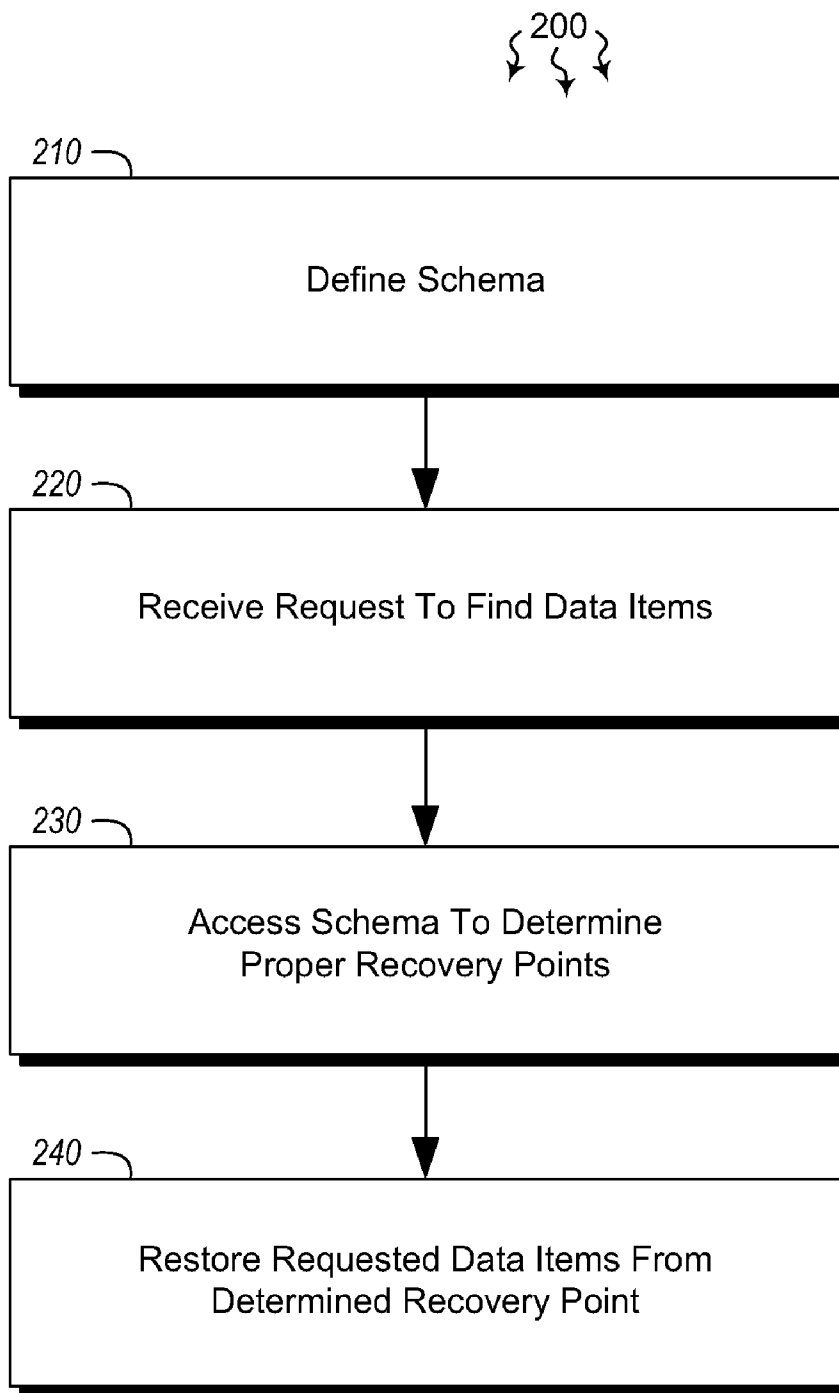 200
210
Define Schema
220
Receive Request To Find Data Items
230
Access Schema To Determine
Proper Recovery Points
240
Restore Requested Data Items From
Determined Recovery Point